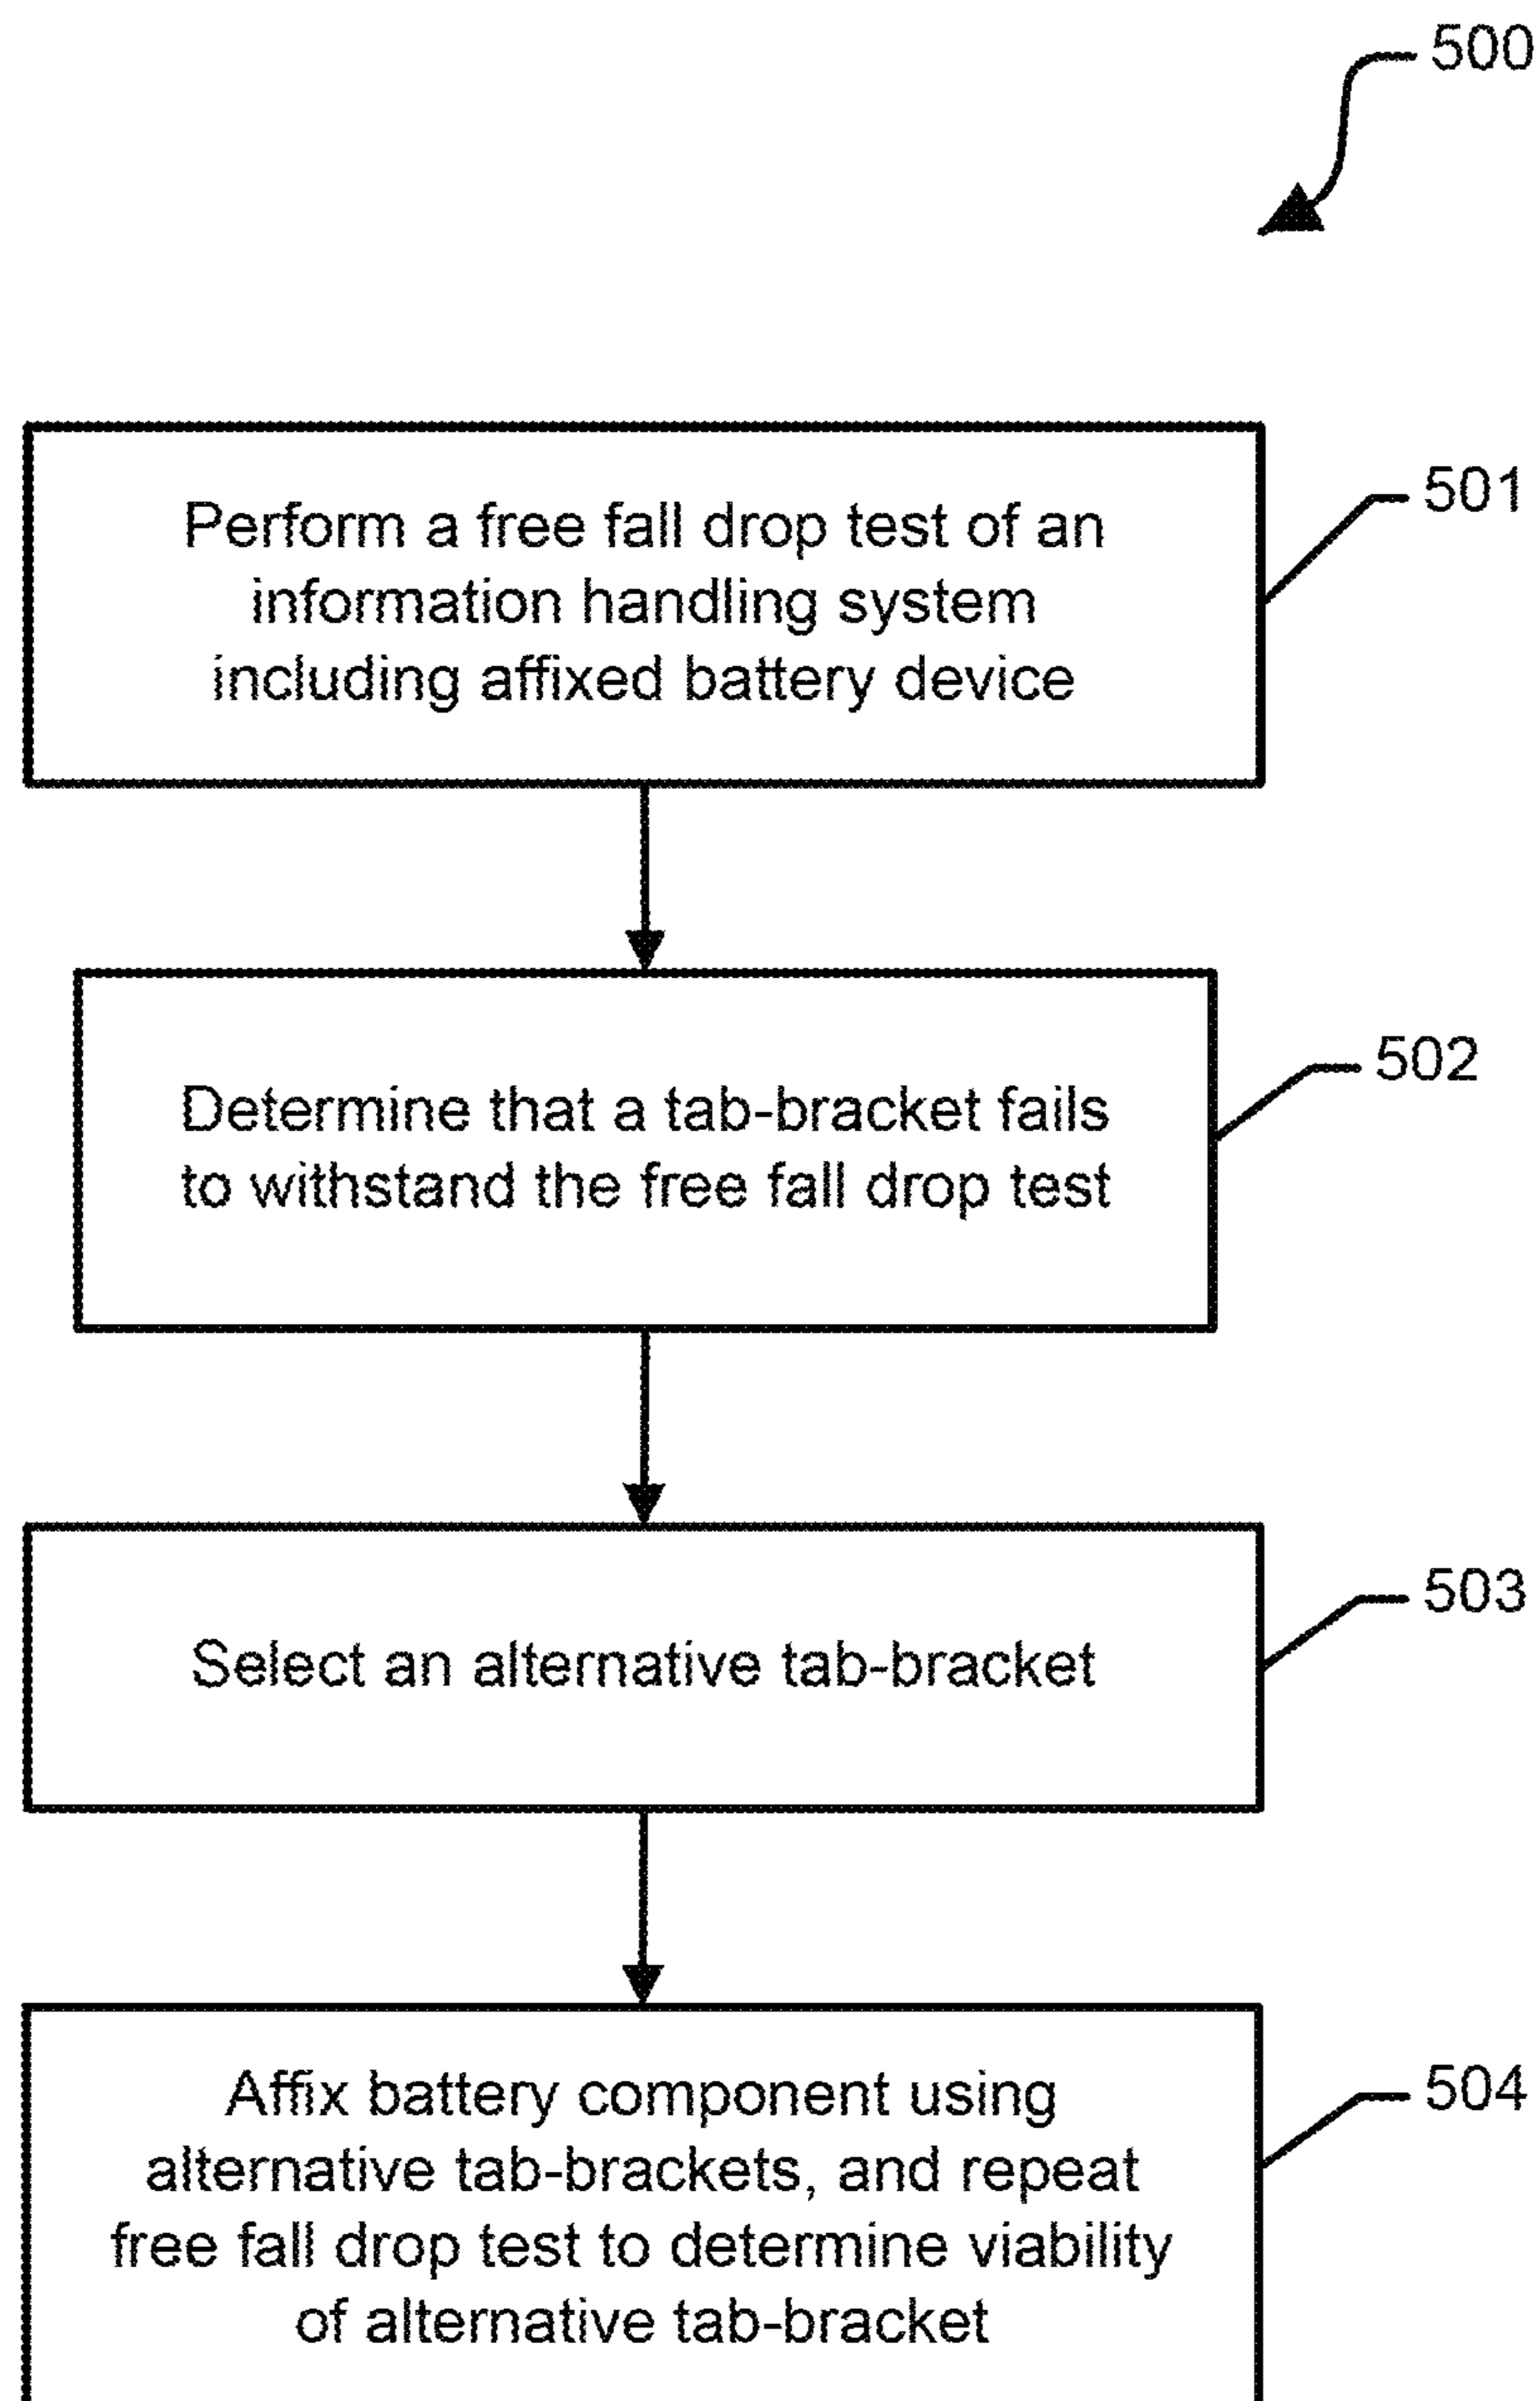 500
Perform a free fall drop test of an
information handling system
including affixed battery device
501
Determine that a tab-bracket fails
to withstand the free fall drop test
502
Select an alternative tab-bracket
503
Affix battery component using
alternative tab-brackets, and repeat
free fall drop test to determine viability
of alternative tab-bracket
504